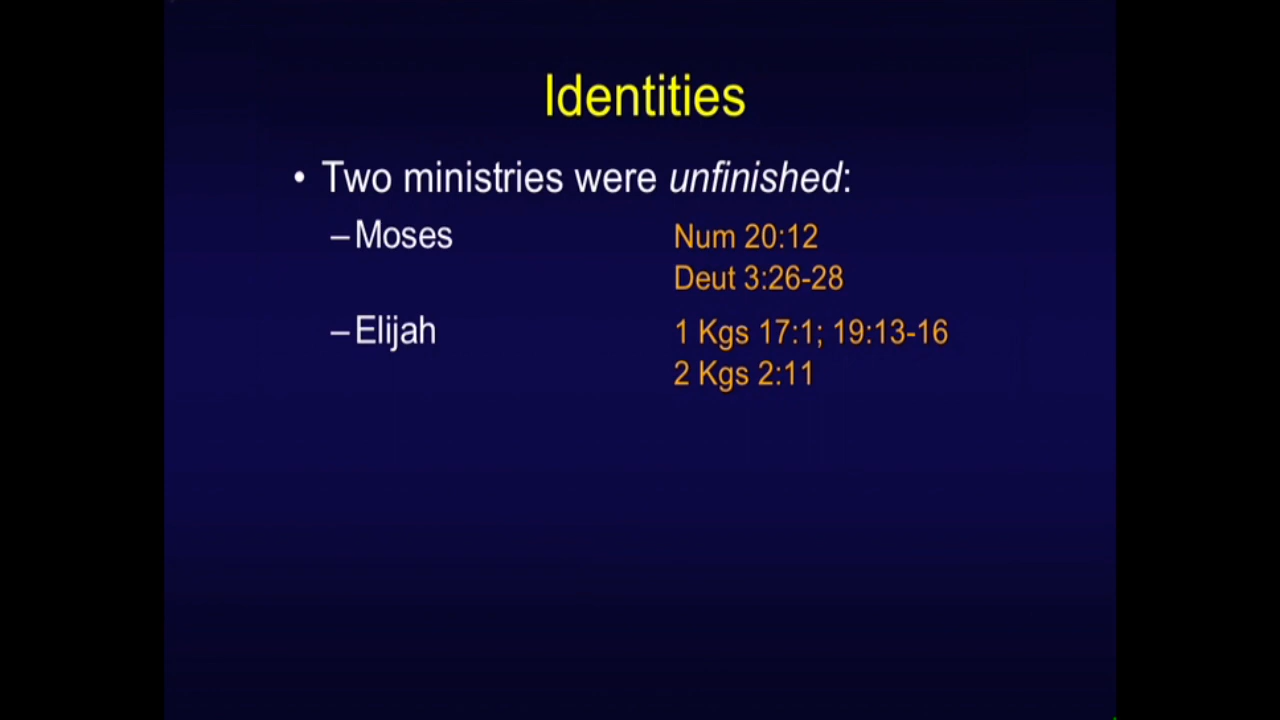 Identities
• Two ministries were unfinished:
–Moses Num 20:12
Deut 3:26-28
–Elijah 1 Kgs 17:1; 19:13-16
2 Kgs 2:11